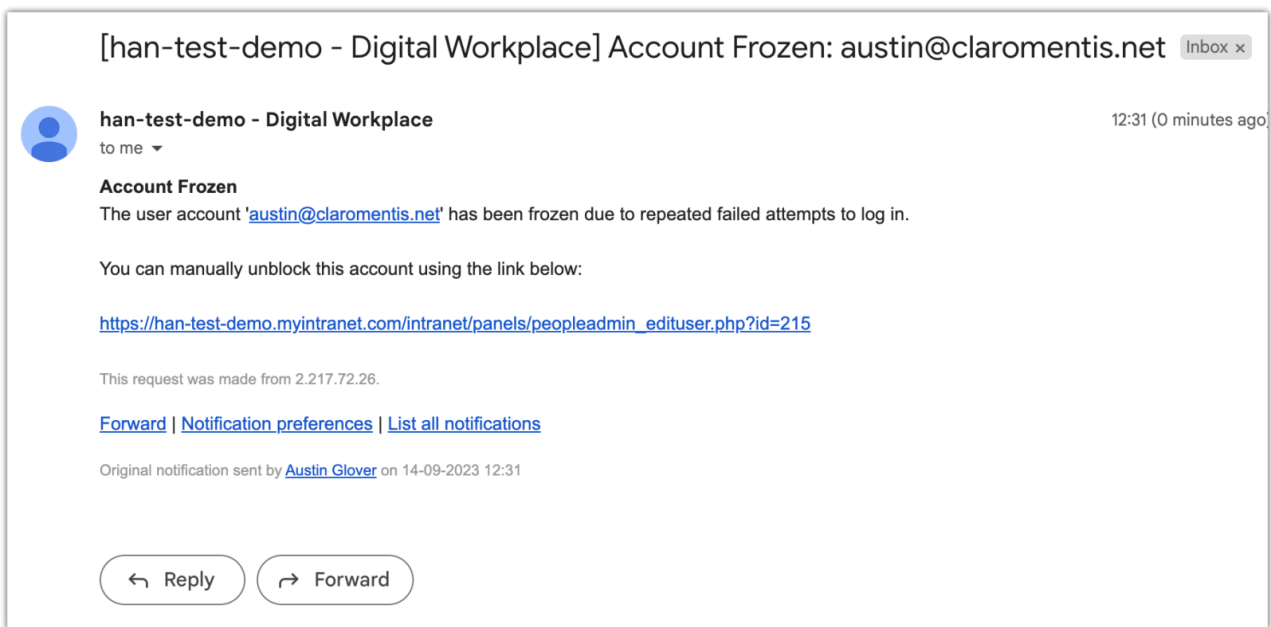 [han-test-demo - Digital Workplace] Account Frozen: austin@claromentis.net Inbox ×
han-test-demo - Digital Workplace 12:31 (0 minutes ago)
to me
Account Frozen
The user account 'austin@claromentis.net' has been frozen due to repeated failed attempts to log in.
You can manually unblock this account using the link below:
https://han-test-demo.myintranet.com/intranet/panels/peopleadmin_edituser.php?id=215
This request was made from 2.217.72.26.
Forward | Notification preferences | List all notifications
Original notification sent by Austin Glover on 14-09-2023 12:31
Reply Forward